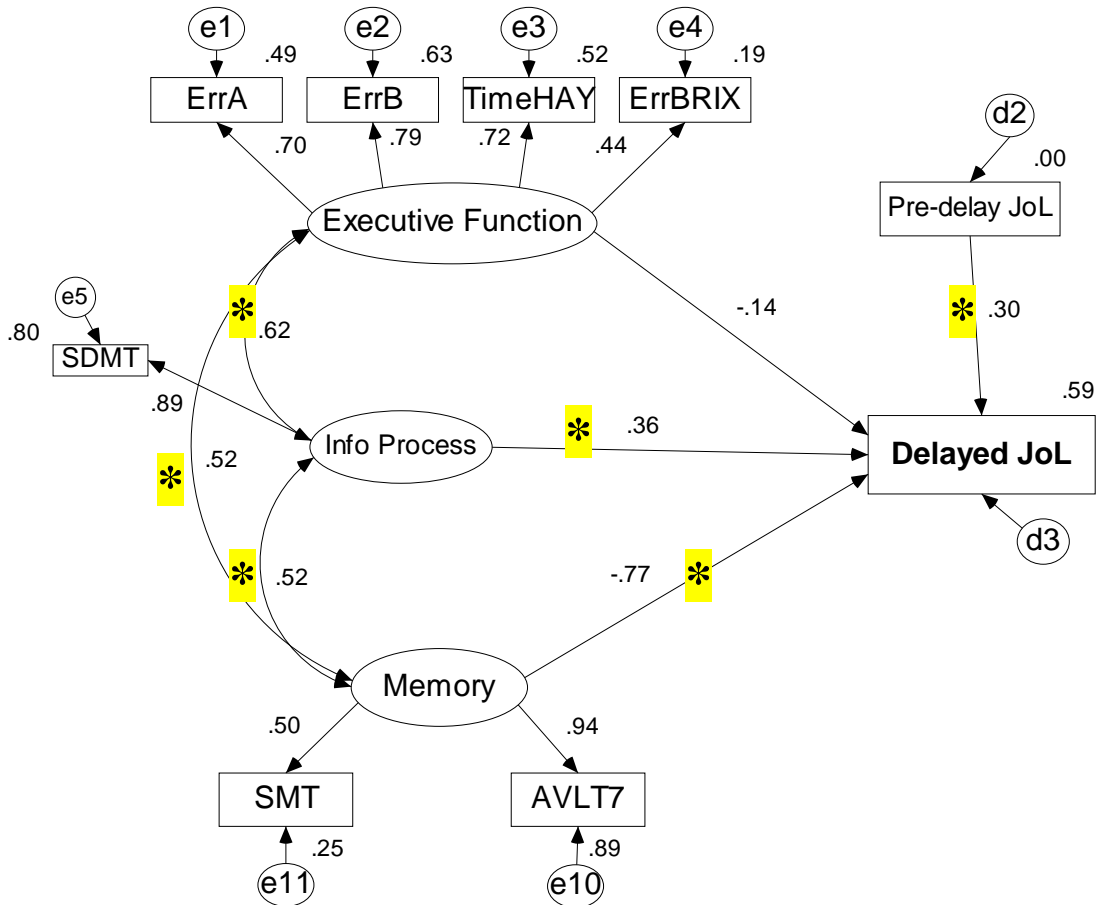 e1
e2
e3
e4
.49
.63
.52
.19
ErrA
ErrB
TimeHAY
ErrBRIX
d2
.70
.79
.72
.44
.00
Pre-delay JoL
Executive Function
e5
*
*
.30
-.14
.80
.62
SDMT
.89
*
.36
.59
Info Process
Delayed JoL
*
.52
d3
*
.52
-.77
*
Memory
.50
.94
SMT
AVLT7
.25
.89
e11
e10